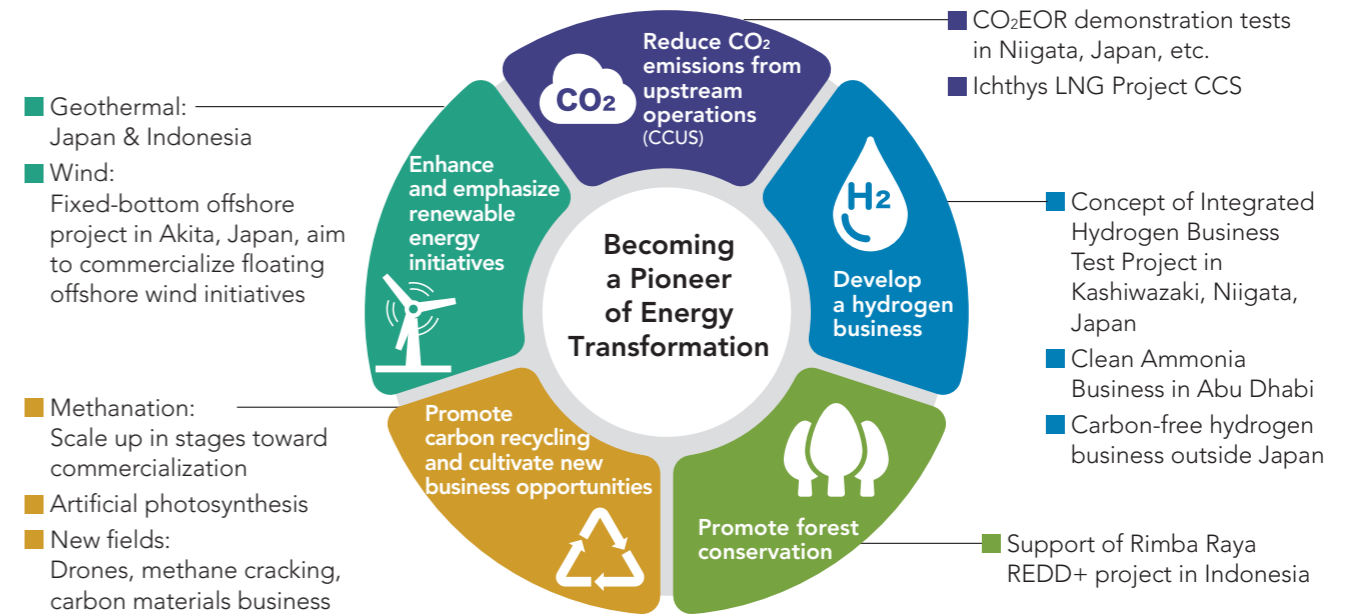 Reduce CO₂
emissions from
upstream
operations
(CCUS)
CO2
CO₂EOR demonstration tests
in Niigata, Japan, etc.
Ichthys LNG Project CCS
H2
Develop
a hydrogen
business
Concept of Integrated
Hydrogen Business
Test Project in
Kashiwazaki, Niigata,
Japan
Clean Ammonia
Business in Abu Dhabi
Carbon-free hydrogen
business outside Japan
Promote forest
conservation
Support of Rimba Raya
REDD+ project in Indonesia
Promote
carbon recycling
and cultivate new
business opportunities
Methanation:
Scale up in stages toward
commercialization
Artificial photosynthesis
New fields:
Drones, methane cracking,
carbon materials business
Enhance
and emphasize
renewable
energy
initiatives
Geothermal:
Japan & Indonesia
Wind:
Fixed-bottom offshore
project in Akita, Japan, aim
to commercialize floating
offshore wind initiatives
Becoming
a Pioneer
of Energy
Transformation